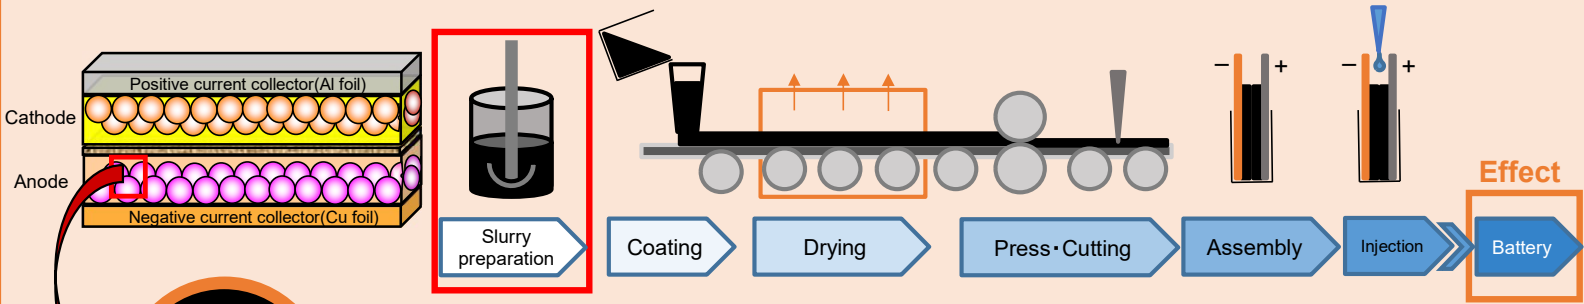 Positive current collector(Al foil)
Cathode
Anode
Negative current collector(Cu foil)
− +
− +
Effect
Slurry
preparation
Coating
Drying
Press・Cutting
Assembly
Injection
Battery